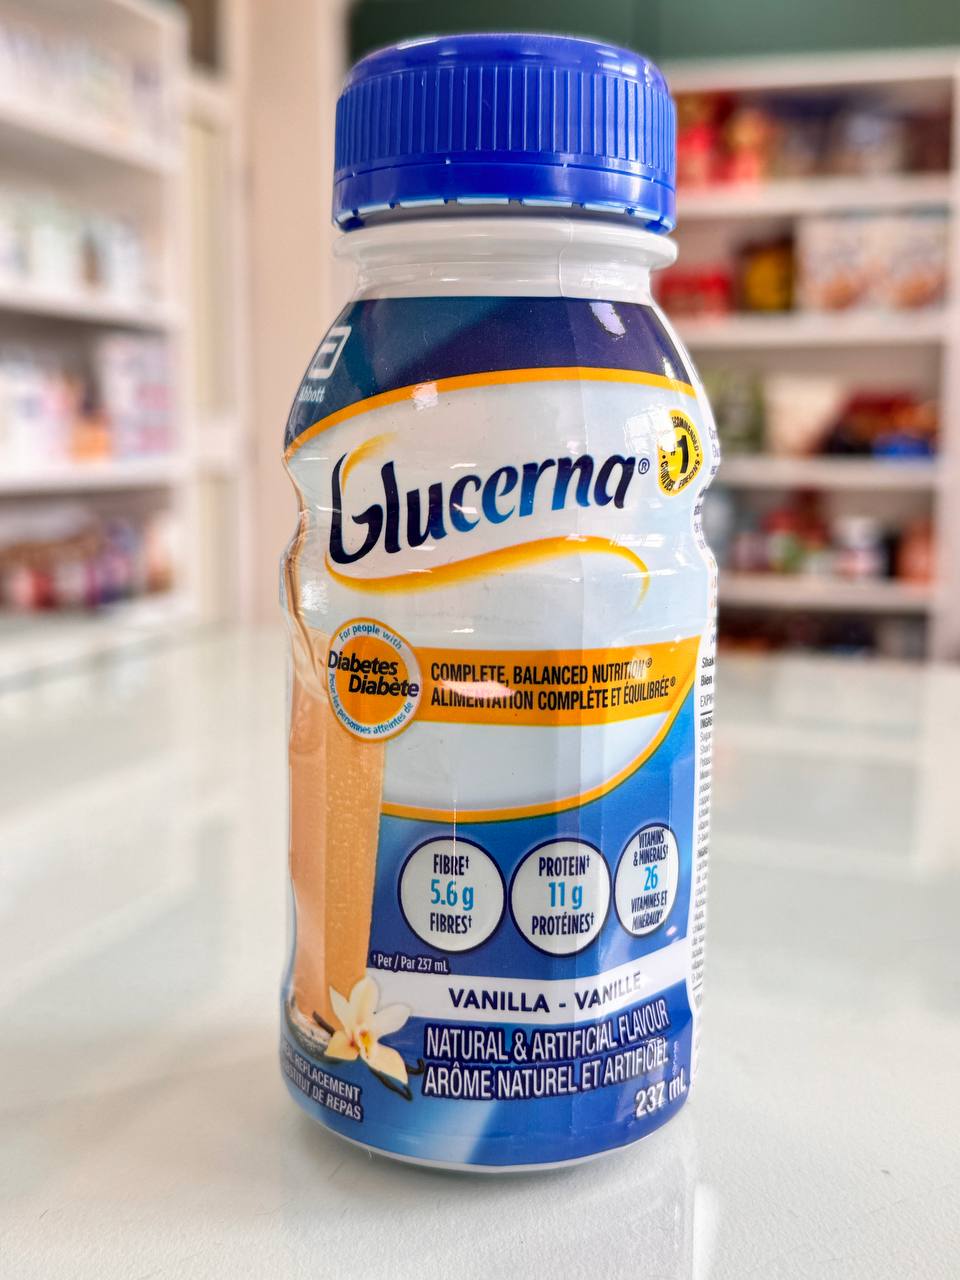 Abbott
Glucerna®
#1
For people with
Diabetes
Diabète
Pour les personnes atteintes de
COMPLETE, BALANCED NUTRITION®
ALIMENTATION COMPLÈTE ET ÉQUILIBRÉE®
FIBRE†
5.6 g
FIBRES†
PROTEIN†
11 g
PROTÉINES†
VITAMINS
& MINERALS†
26
VITAMINES ET
MINÉRAUX†
†Per / Par 237 mL
VANILLA - VANILLE
NATURAL & ARTIFICIAL FLAVOUR
ARÔME NATUREL ET ARTIFICIEL
REPLACEMENT
DE REPAS
237 mL
Bien